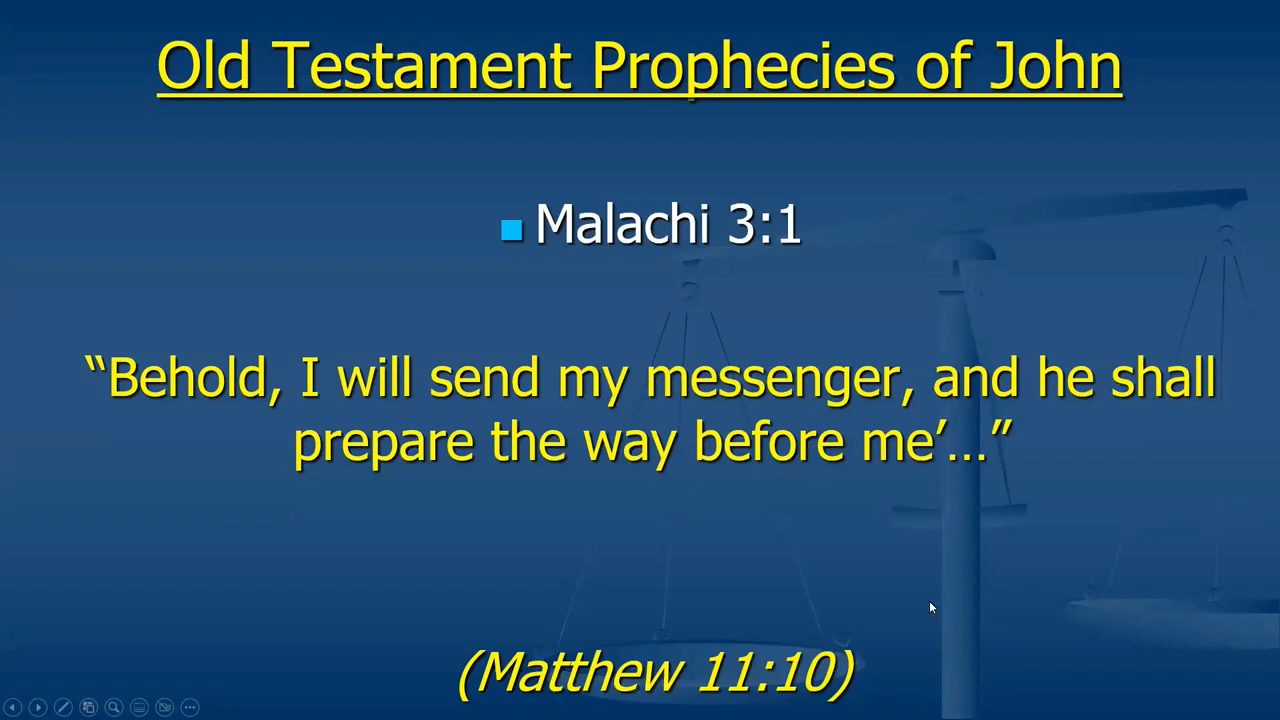 Old Testament Prophecies of John
Malachi 3:1
“Behold, I will send my messenger, and he shall
prepare the way before me’…”
(Matthew 11:10)